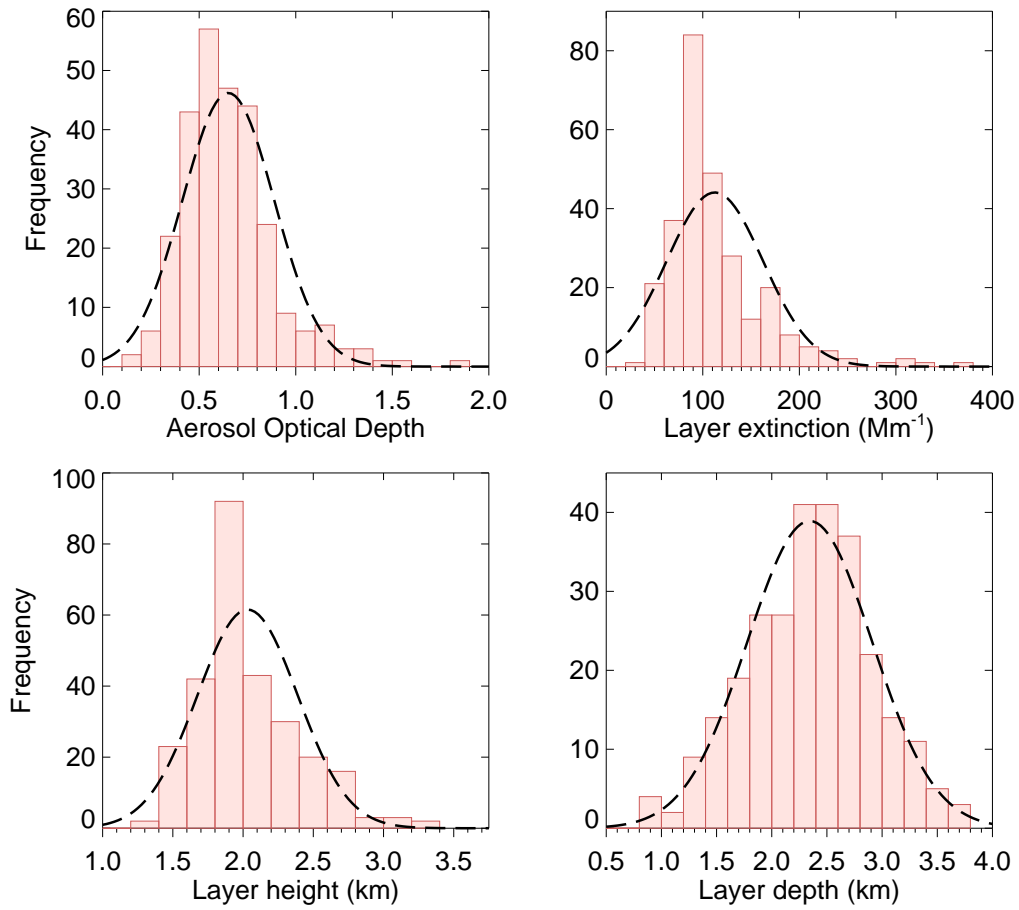 60
50
40
30
20
10
0
Frequency
0.0 0.5 1.0 1.5 2.0
Aerosol Optical Depth
80
60
40
20
0
0 100 200 300 400
Layer extinction (Mm-1)
100
80
60
40
20
0
Frequency
1.0 1.5 2.0 2.5 3.0 3.5
Layer height (km)
40
30
20
10
0
0.5 1.0 1.5 2.0 2.5 3.0 3.5 4.0
Layer depth (km)